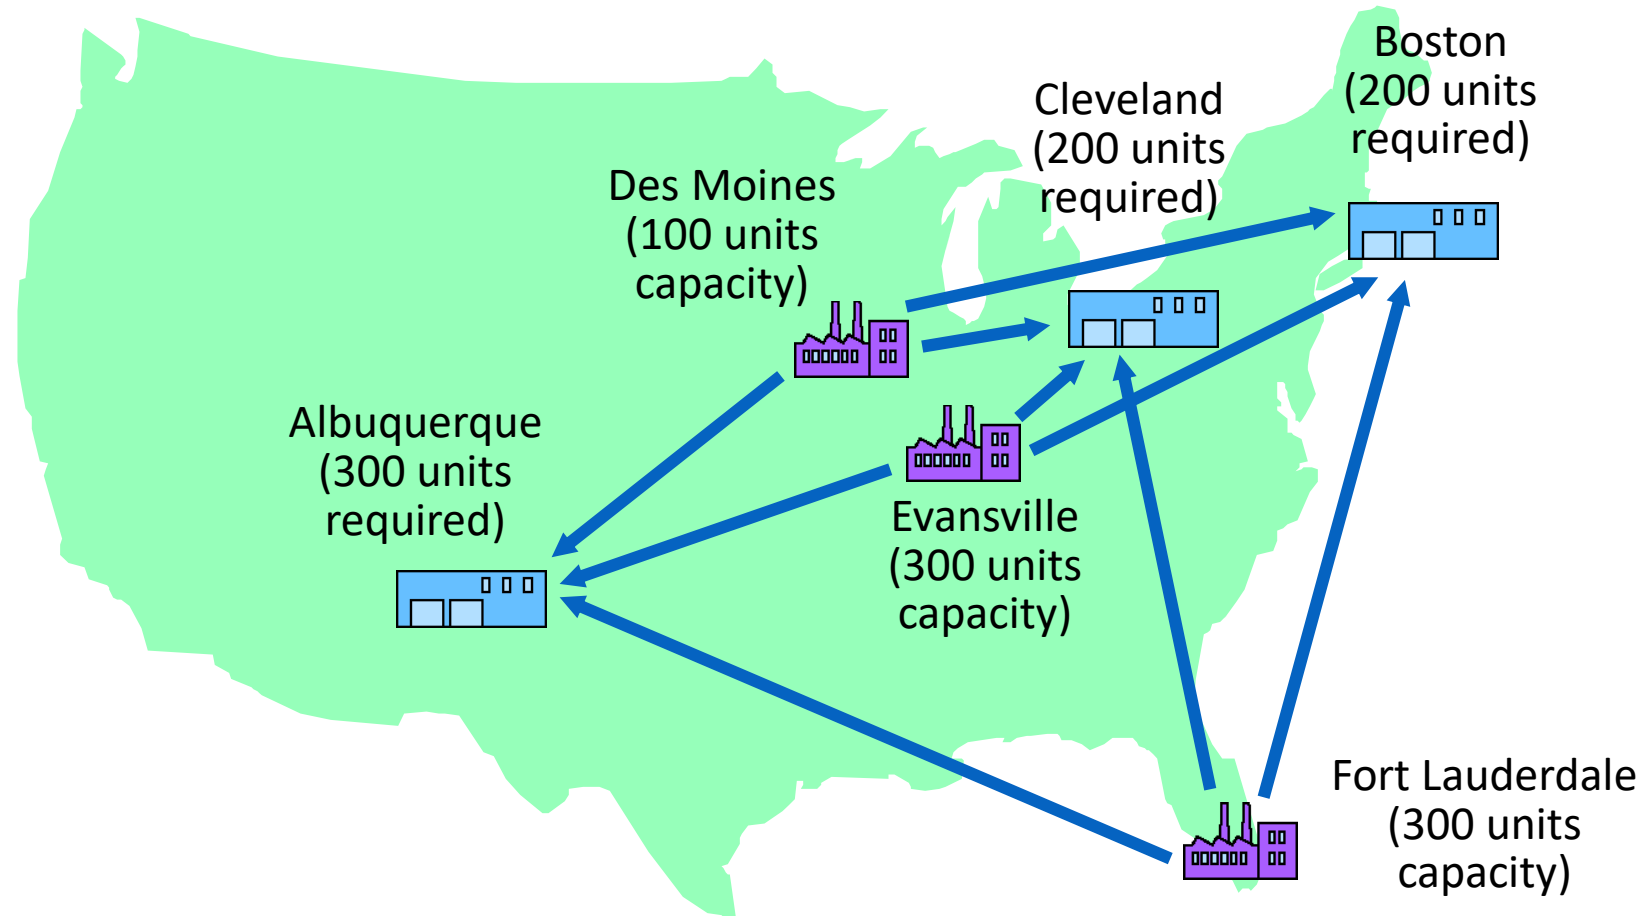 Boston
(200 units
required)
Cleveland
(200 units
required)
Des Moines
(100 units
capacity)
Albuquerque
(300 units
required)
Evansville
(300 units
capacity)
Fort Lauderdale
(300 units
capacity)